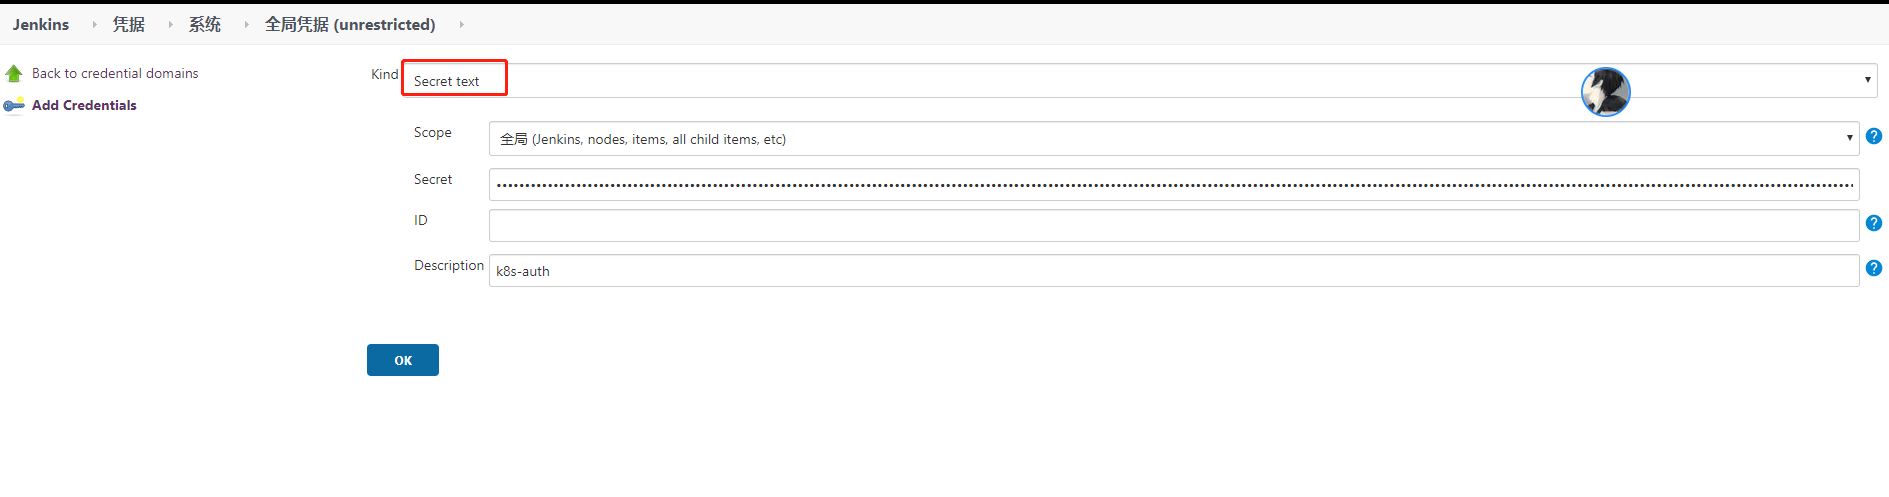 Jenkins 凭据 系统 全局凭据 (unrestricted)
Back to credential domains
Add Credentials
Kind Secret text
Scope 全局 (Jenkins, nodes, items, all child items, etc)
Secret
ID
Description k8s-auth
OK